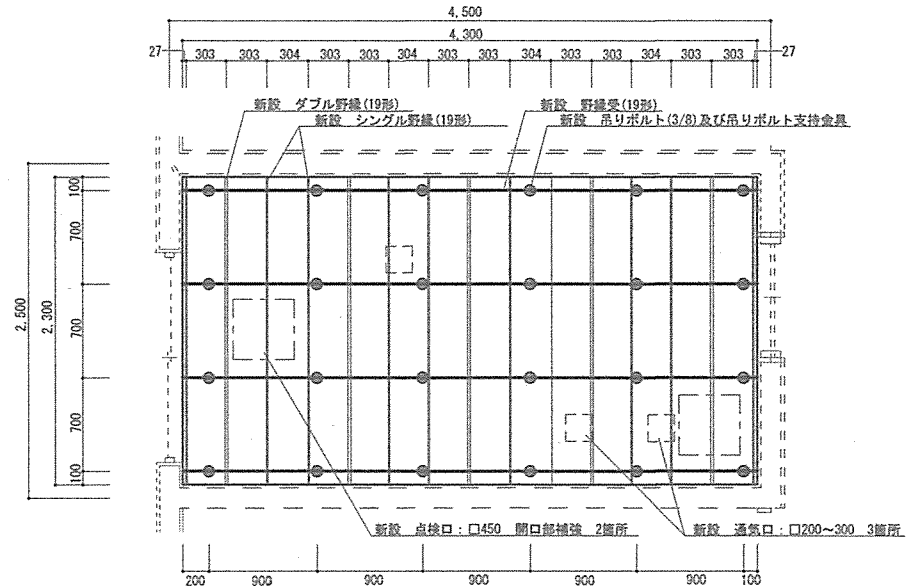 4,500
4,300
27 303 303 304 303 303 304 303 303 304 303 303 304 303 303 27
新設 ダブル野縁(19形)
新設 野縁受(19形)
新設 シングル野縁(19形)
新設 吊りボルト(3/8)及び吊りボルト支持金具
2,500
2,300
100
700
700
700
100
新設 点検口：□450 開口部補強 2箇所
新設 通気口：□200～300 3箇所
200 900 900 900 900 900 100